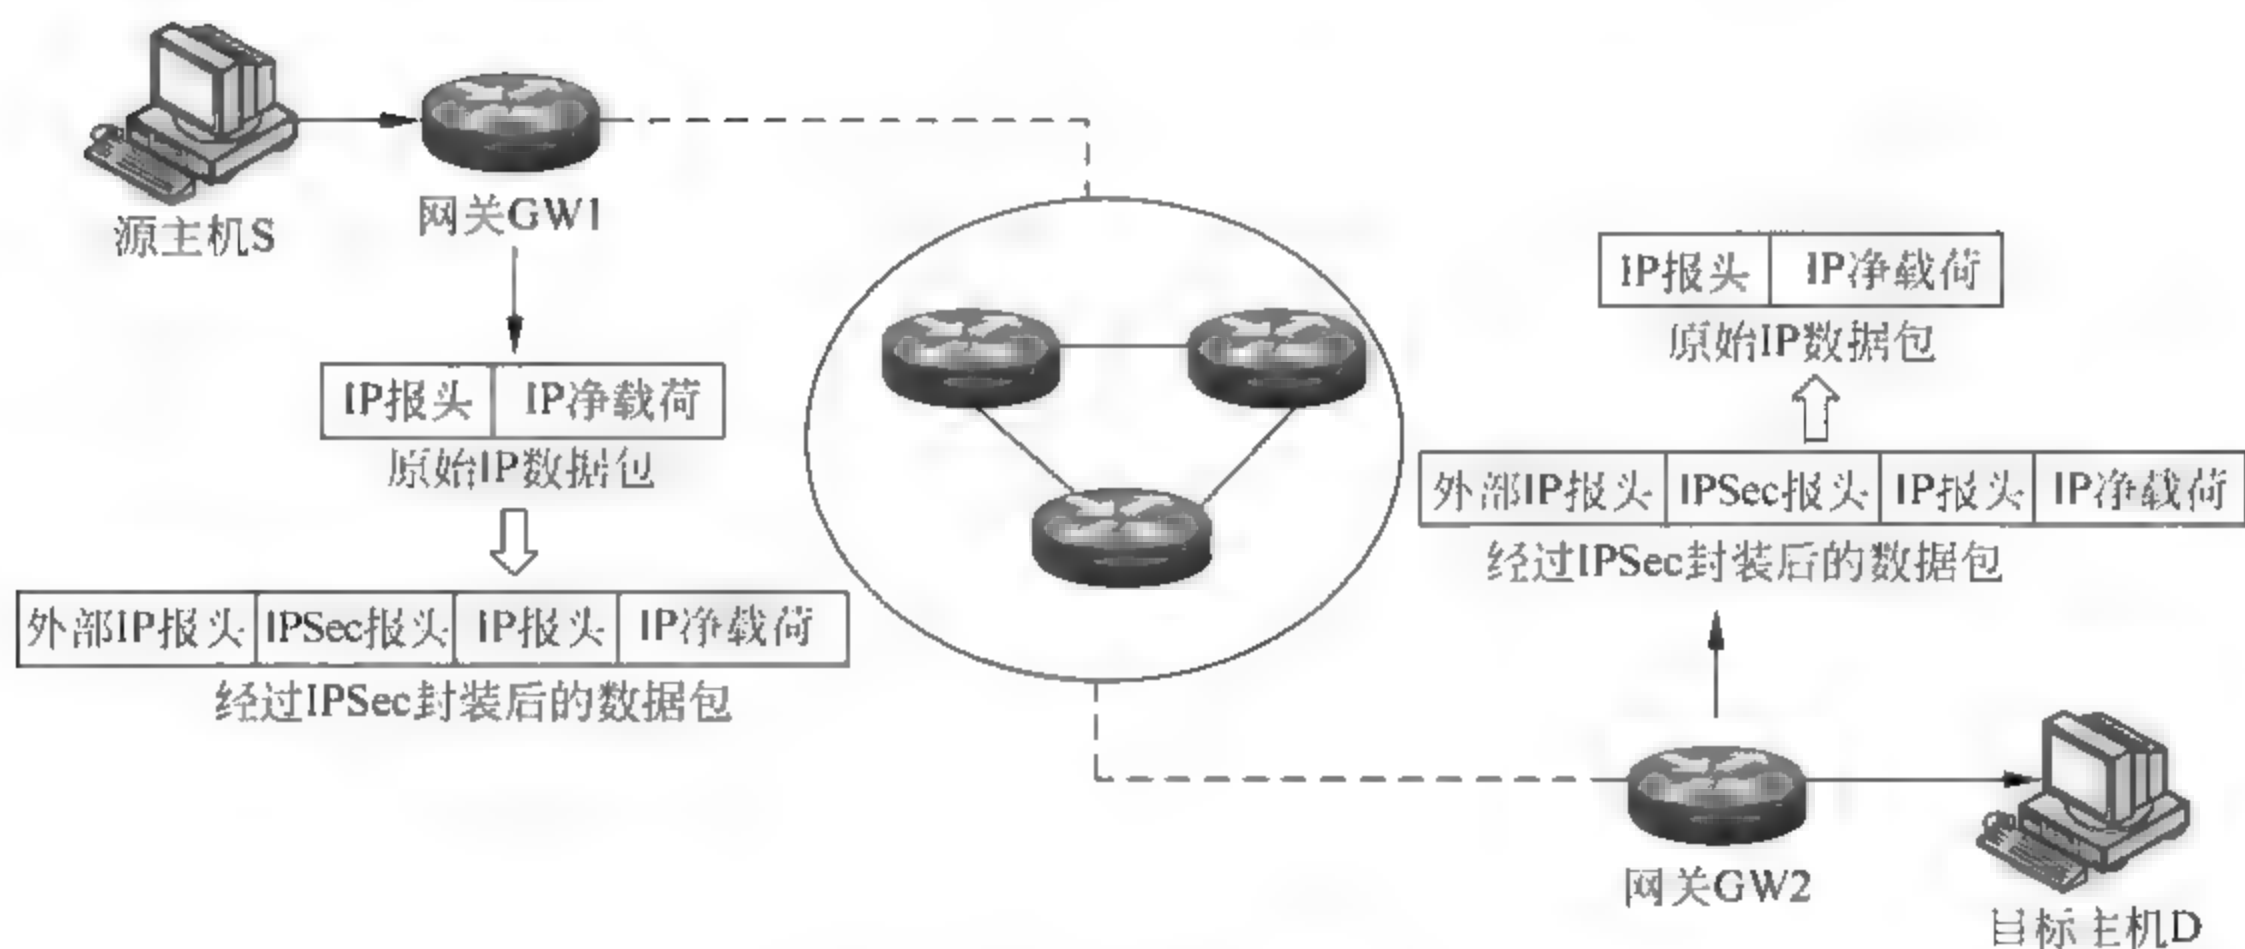 源主机S
网关GW1
IP报头 IP净载荷
原始IP数据包
外部IP报头 IPSec报头 IP报头 IP净载荷
经过IPSec封装后的数据包
IP报头 IP净载荷
原始IP数据包
外部IP报头 IPSec报头 IP报头 IP净载荷
经过IPSec封装后的数据包
网关GW2
目标主机D